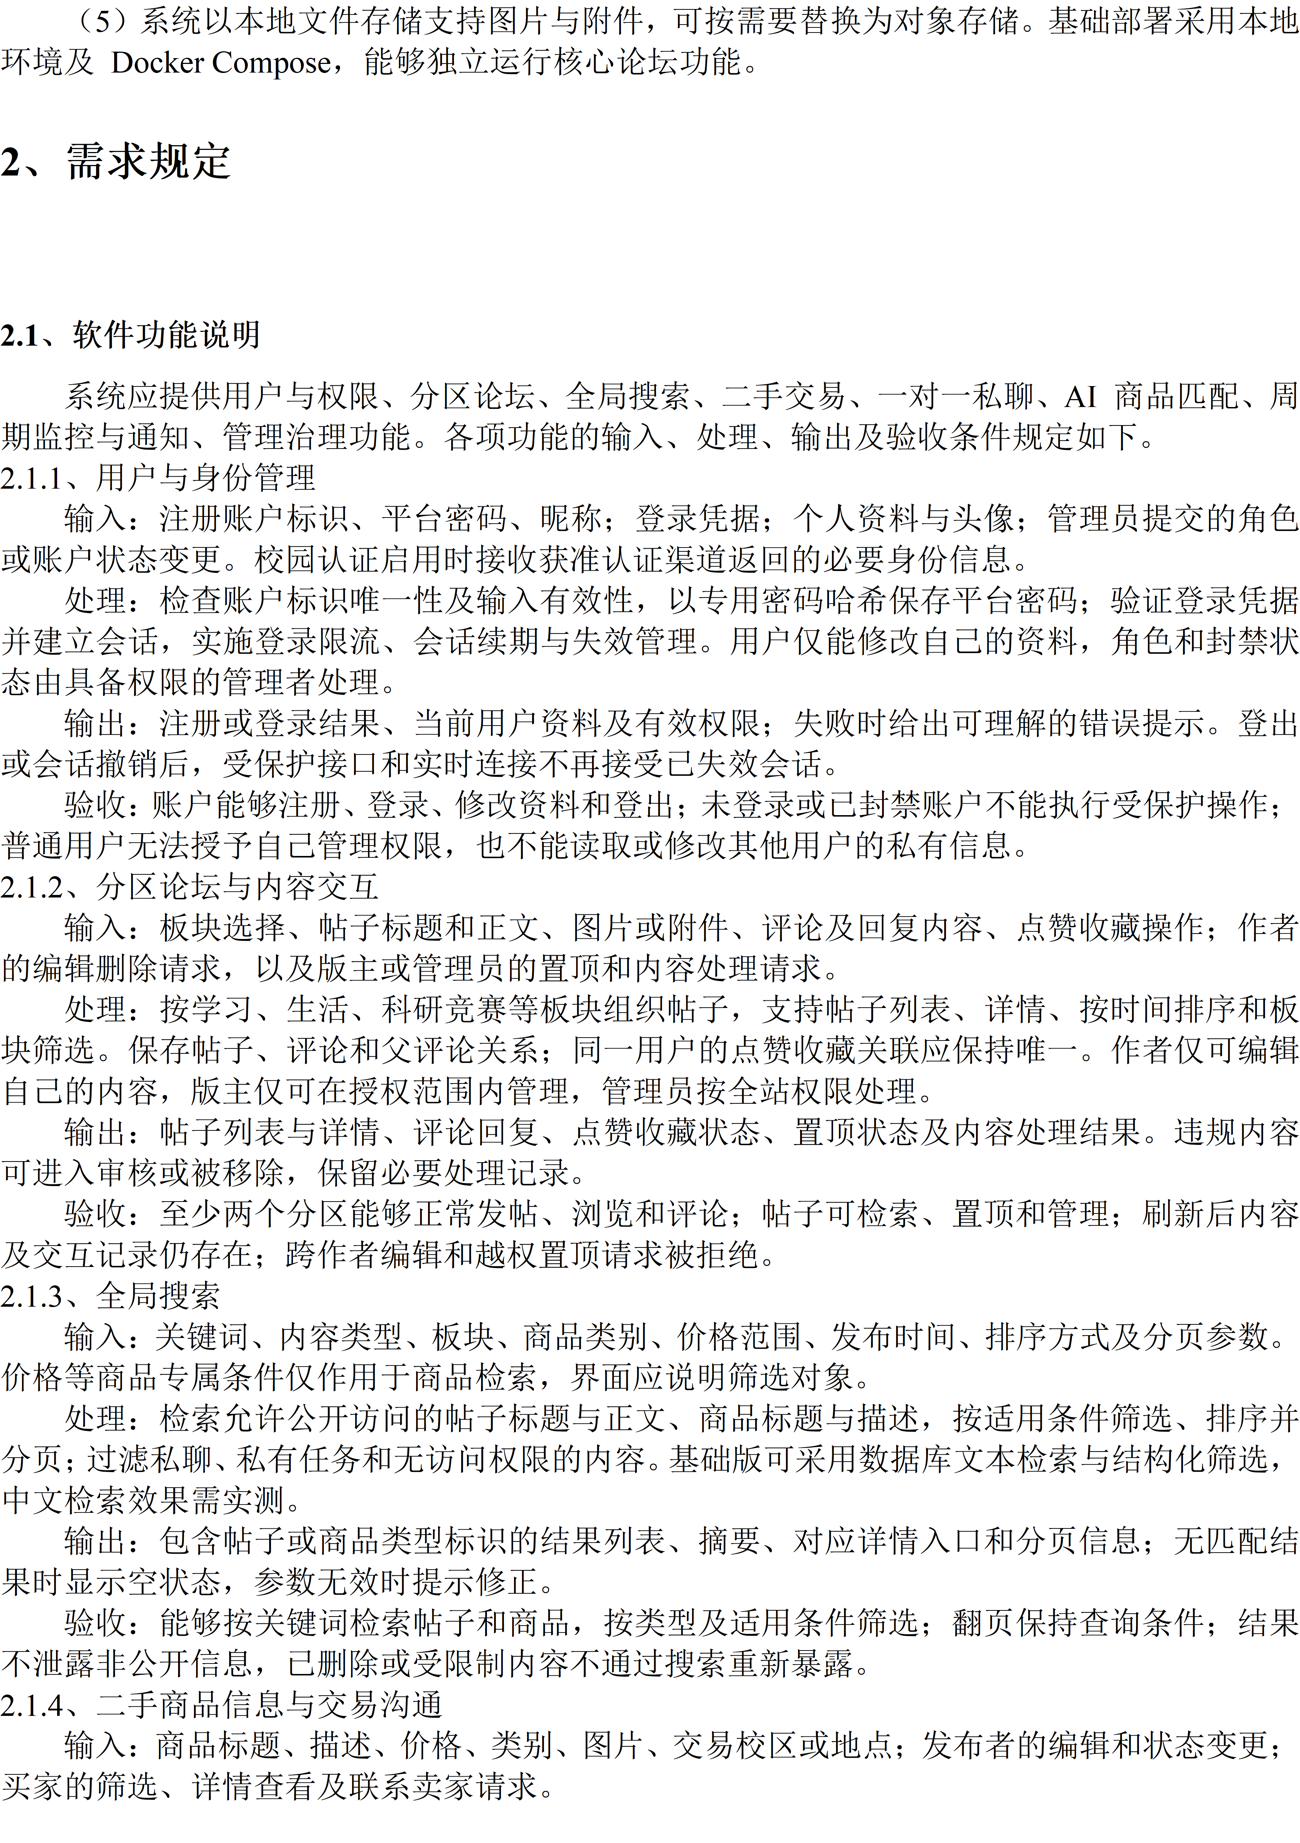 （5）系统以本地文件存储支持图片与附件，可按需要替换为对象存储。基础部署采用本地
环境及 Docker Compose，能够独立运行核心论坛功能。
2、需求规定
2.1、软件功能说明
系统应提供用户与权限、分区论坛、全局搜索、二手交易、一对一私聊、AI 商品匹配、周
期监控与通知、管理治理功能。各项功能的输入、处理、输出及验收条件规定如下。
2.1.1、用户与身份管理
输入：注册账户标识、平台密码、昵称；登录凭据；个人资料与头像；管理员提交的角色
或账户状态变更。校园认证启用时接收获准认证渠道返回的必要身份信息。
处理：检查账户标识唯一性及输入有效性，以专用密码哈希保存平台密码；验证登录凭据
并建立会话，实施登录限流、会话续期与失效管理。用户仅能修改自己的资料，角色和封禁状
态由具备权限的管理者处理。
输出：注册或登录结果、当前用户资料及有效权限；失败时给出可理解的错误提示。登出
或会话撤销后，受保护接口和实时连接不再接受已失效会话。
验收：账户能够注册、登录、修改资料和登出；未登录或已封禁账户不能执行受保护操作；
普通用户无法授予自己管理权限，也不能读取或修改其他用户的私有信息。
2.1.2、分区论坛与内容交互
输入：板块选择、帖子标题和正文、图片或附件、评论及回复内容、点赞收藏操作；作者
的编辑删除请求，以及版主或管理员的置顶和内容处理请求。
处理：按学习、生活、科研竞赛等板块组织帖子，支持帖子列表、详情、按时间排序和板
块筛选。保存帖子、评论和父评论关系；同一用户的点赞收藏关联应保持唯一。作者仅可编辑
自己的内容，版主仅可在授权范围内管理，管理员按全站权限处理。
输出：帖子列表与详情、评论回复、点赞收藏状态、置顶状态及内容处理结果。违规内容
可进入审核或被移除，保留必要处理记录。
验收：至少两个分区能够正常发帖、浏览和评论；帖子可检索、置顶和管理；刷新后内容
及交互记录仍存在；跨作者编辑和越权置顶请求被拒绝。
2.1.3、全局搜索
输入：关键词、内容类型、板块、商品类别、价格范围、发布时间、排序方式及分页参数。
价格等商品专属条件仅作用于商品检索，界面应说明筛选对象。
处理：检索允许公开访问的帖子标题与正文、商品标题与描述，按适用条件筛选、排序并
分页；过滤私聊、私有任务和无访问权限的内容。基础版可采用数据库文本检索与结构化筛选，
中文检索效果需实测。
输出：包含帖子或商品类型标识的结果列表、摘要、对应详情入口和分页信息；无匹配结
果时显示空状态，参数无效时提示修正。
验收：能够按关键词检索帖子和商品，按类型及适用条件筛选；翻页保持查询条件；结果
不泄露非公开信息，已删除或受限制内容不通过搜索重新暴露。
2.1.4、二手商品信息与交易沟通
输入：商品标题、描述、价格、类别、图片、交易校区或地点；发布者的编辑和状态变更；
买家的筛选、详情查看及联系卖家请求。